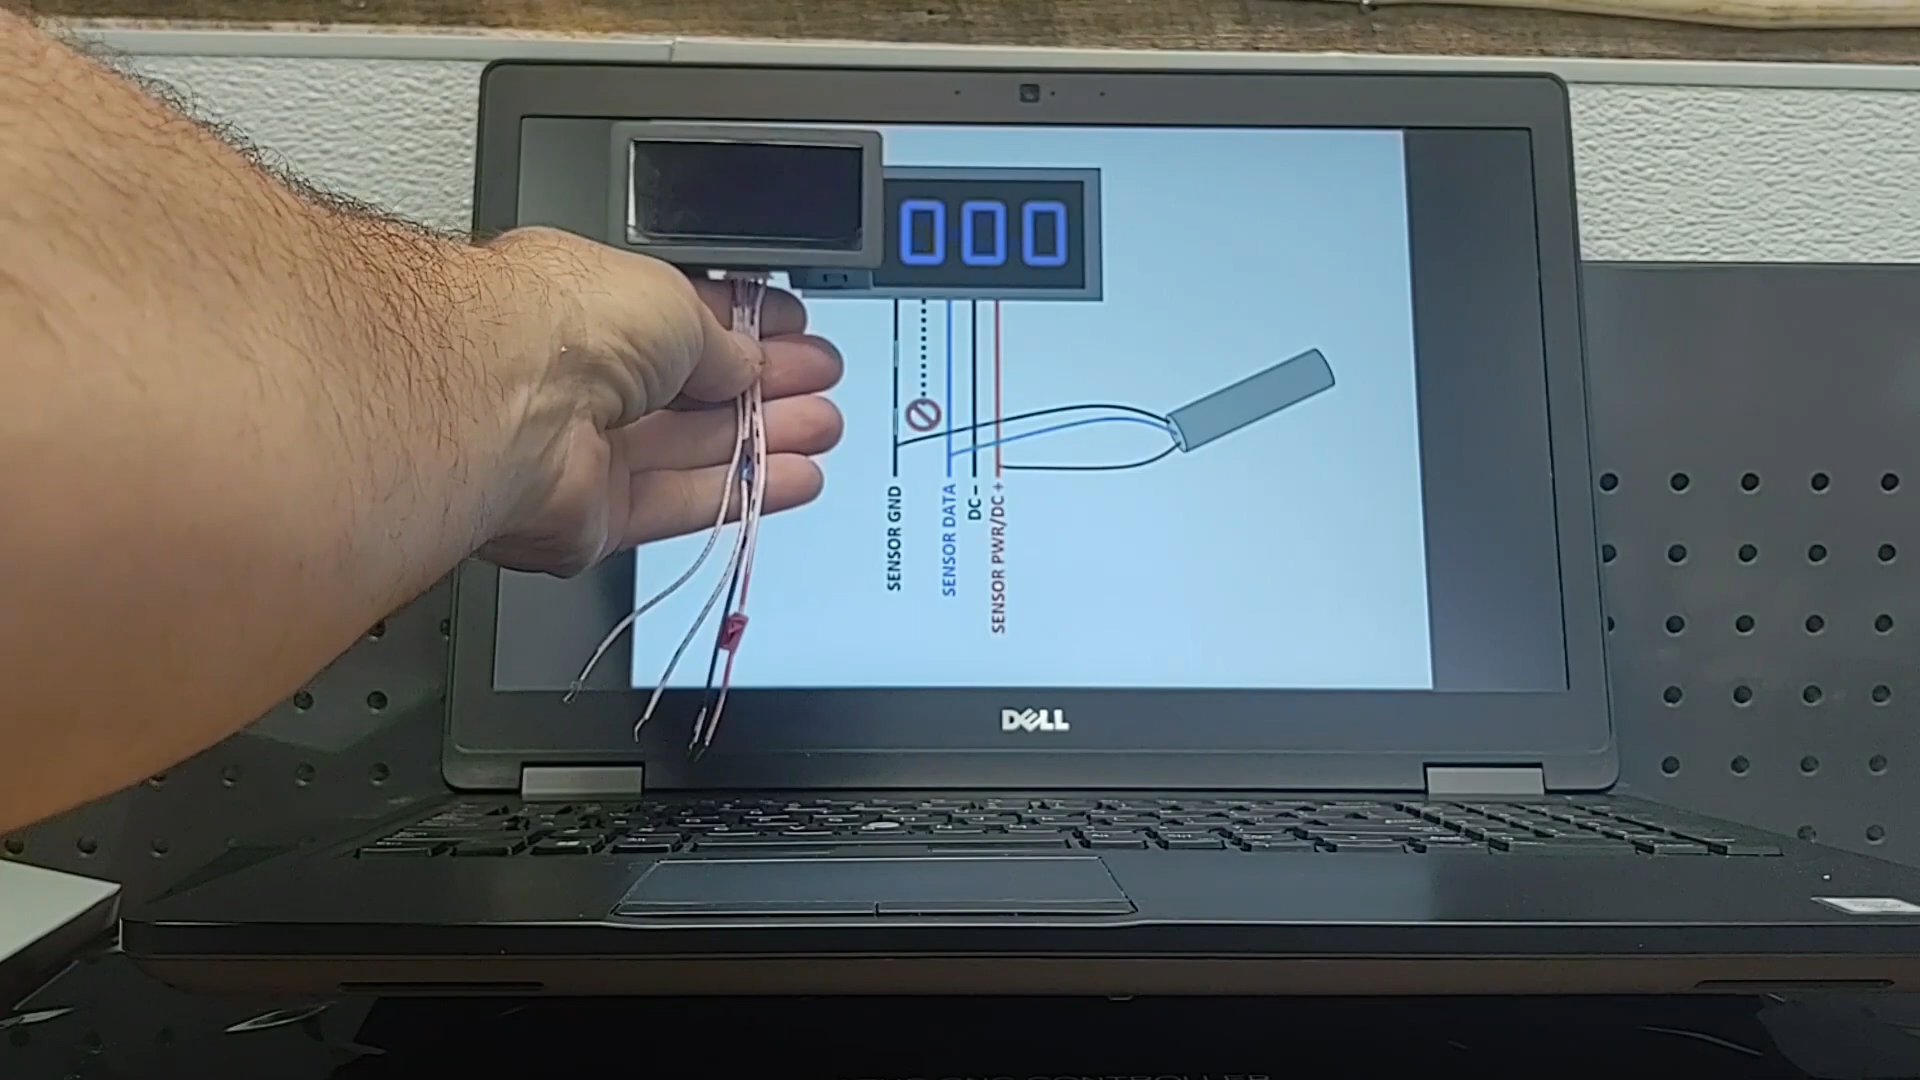 000
SENSOR GND
SENSOR DATA
DC-
SENSOR PWR/DC+
DELL